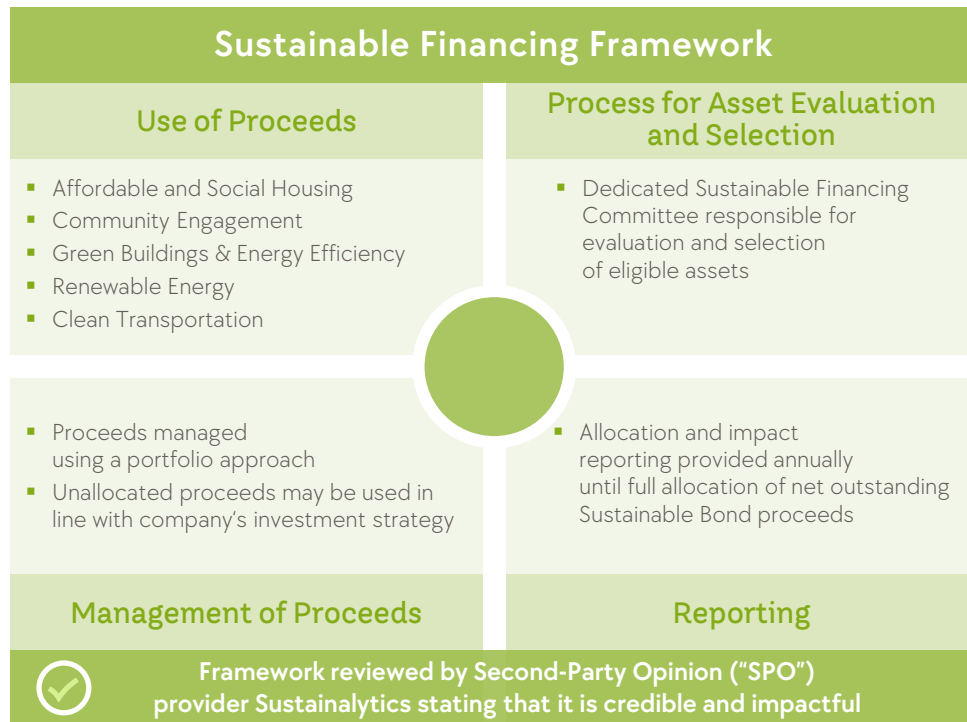 Sustainable Financing Framework
Use of Proceeds
▪ Affordable and Social Housing
▪ Community Engagement
▪ Green Buildings & Energy Efficiency
▪ Renewable Energy
▪ Clean Transportation
Process for Asset Evaluation
and Selection
▪ Dedicated Sustainable Financing
Committee responsible for
evaluation and selection
of eligible assets
▪ Proceeds managed
using a portfolio approach
▪ Unallocated proceeds may be used in
line with company's investment strategy
Management of Proceeds
▪ Allocation and impact
reporting provided annually
until full allocation of net outstanding
Sustainable Bond proceeds
Reporting
Framework reviewed by Second-Party Opinion (“SPO”)
provider Sustainalytics stating that it is credible and impactful